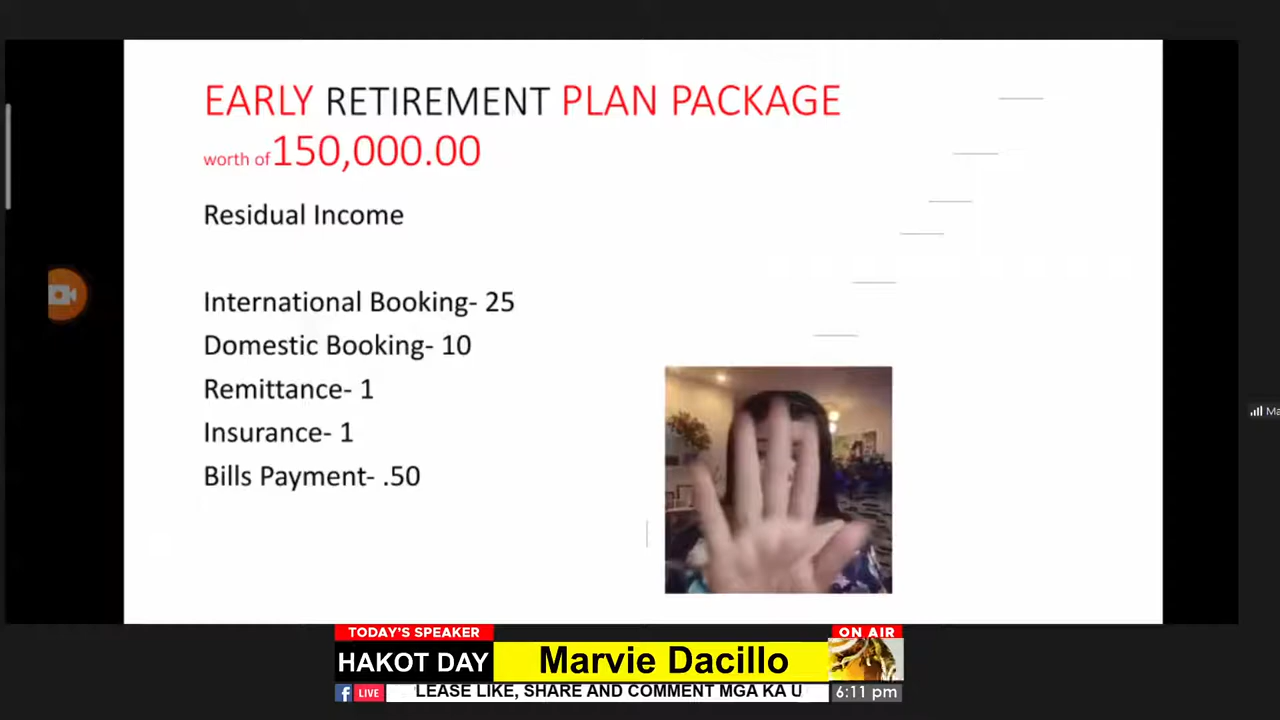 EARLY RETIREMENT PLAN PACKAGE
worth of 150,000.00
Residual Income
International Booking- 25
Domestic Booking- 10
Remittance- 1
Insurance- 1
Bills Payment- .50
TODAY'S SPEAKER
HAKOT DAY
Marvie Dacillo
ON AIR
LIVE
LEASE LIKE, SHARE AND COMMENT MGA KA U
6:11 pm